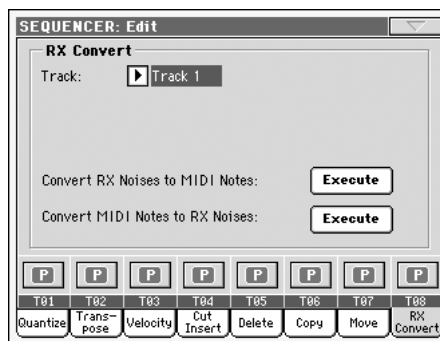 SEQUENCER: Edit
RX Convert
Track: Track 1
Convert RX Noises to MIDI Notes: Execute
Convert MIDI Notes to RX Noises: Execute
P P P P P P P P
T01 T02 T03 T04 T05 T06 T07 T08
Quantize Trans-pose Velocity Cut Insert Delete Copy Move RX Convert